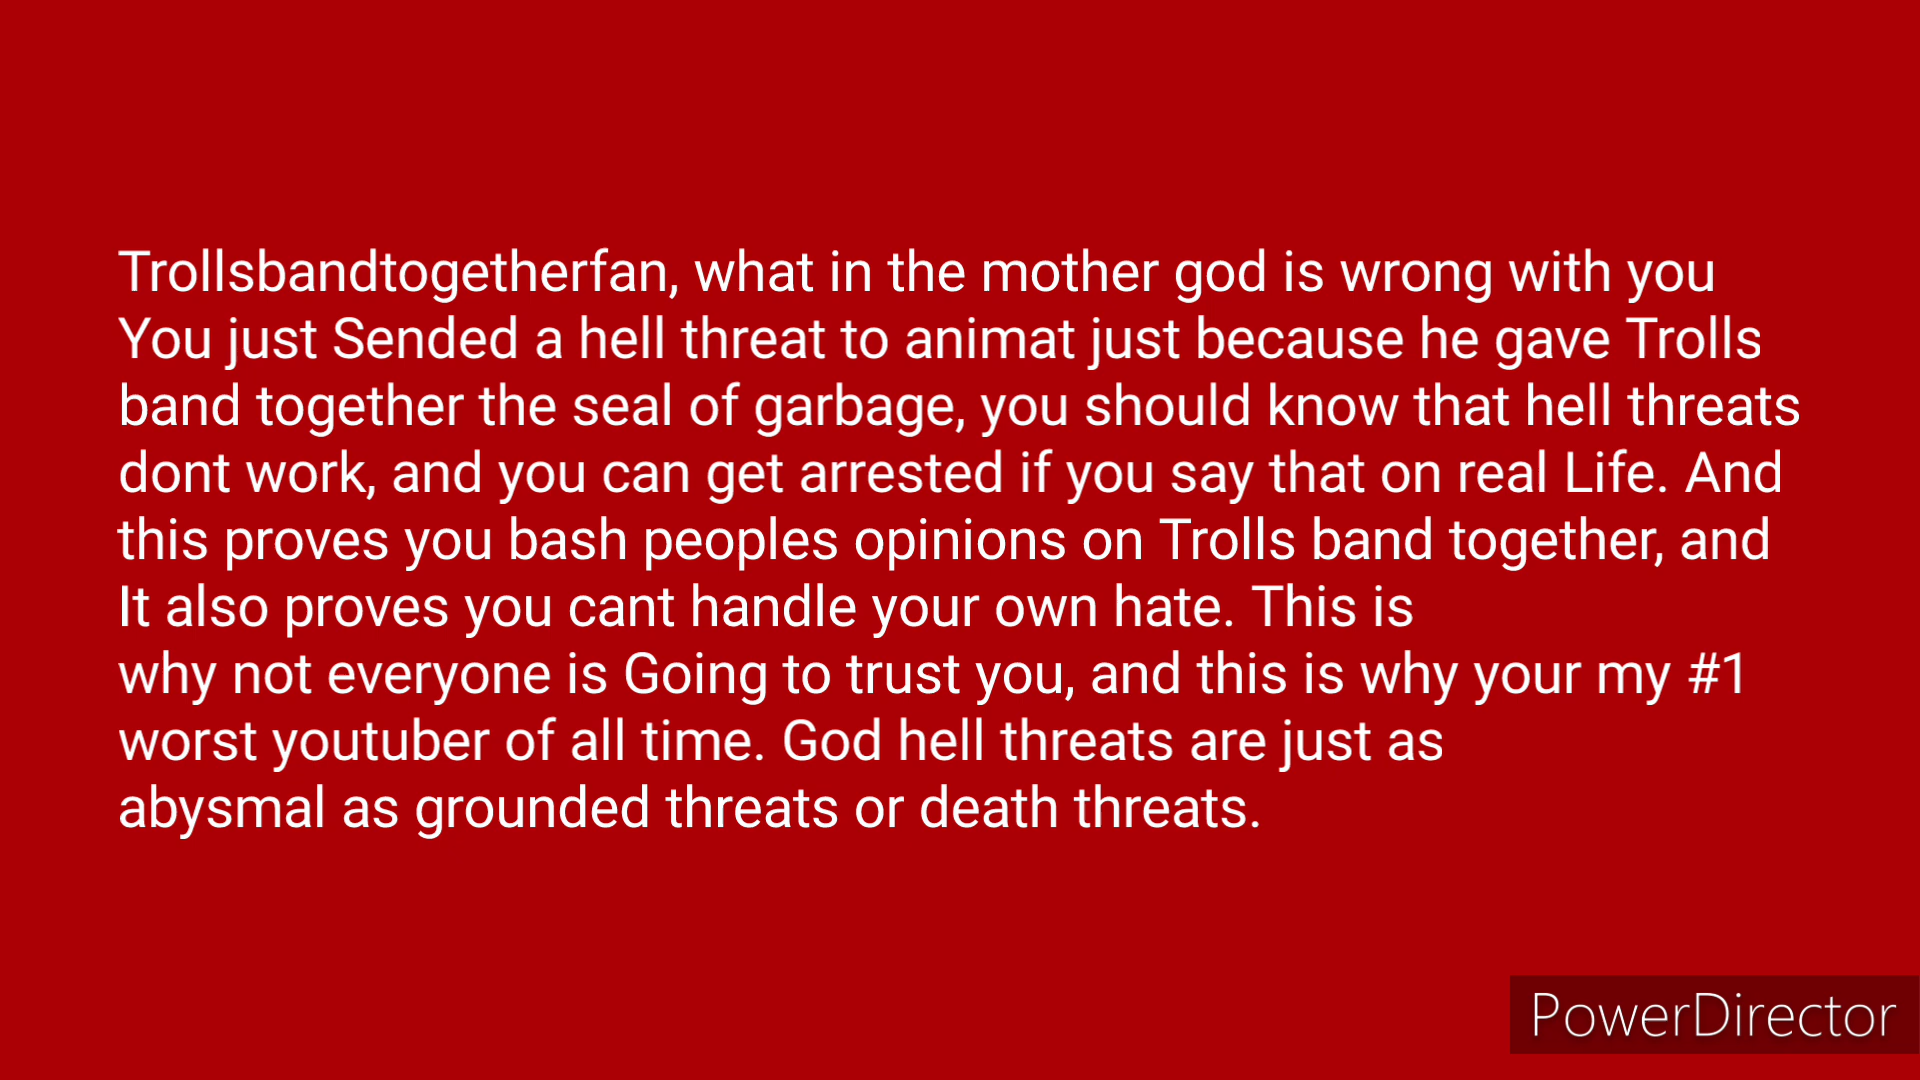 Trollsbandtogetherfan, what in the mother god is wrong with you
You just Sended a hell threat to animat just because he gave Trolls
band together the seal of garbage, you should know that hell threats
dont work, and you can get arrested if you say that on real Life. And
this proves you bash peoples opinions on Trolls band together, and
It also proves you cant handle your own hate. This is
why not everyone is Going to trust you, and this is why your my #1
worst youtuber of all time. God hell threats are just as
abysmal as grounded threats or death threats.
PowerDirector